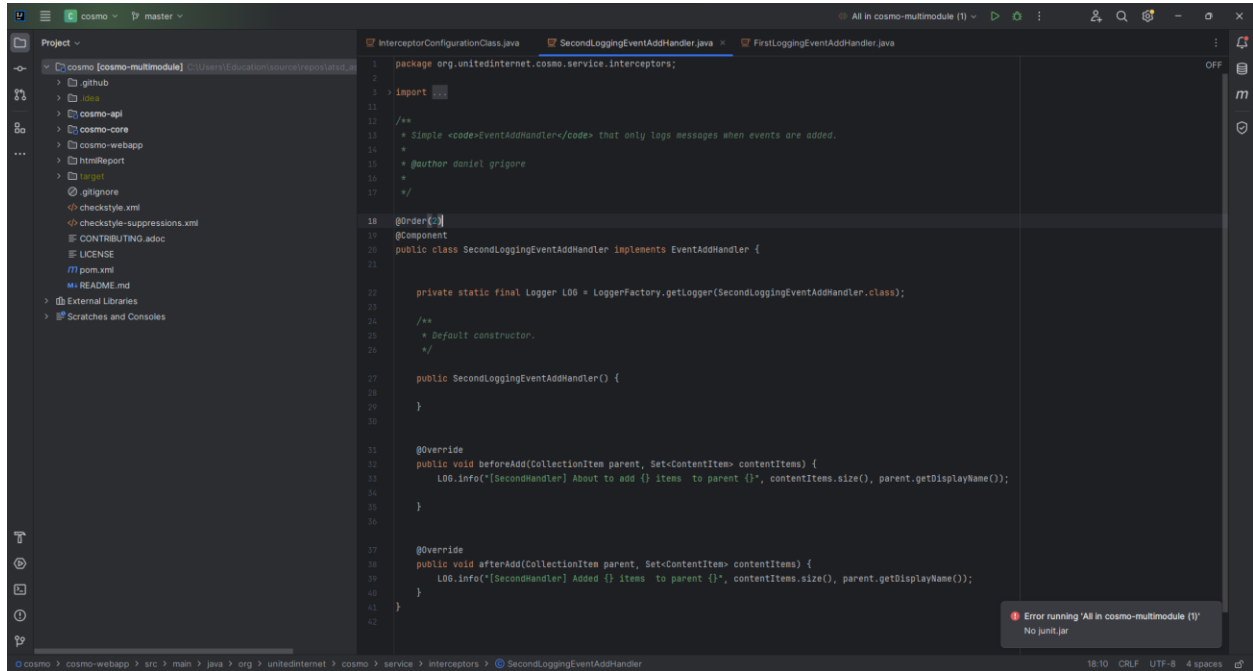 C cosmo master All in cosmo-multimodule (1)
Project
InterceptorConfigurationClass.java SecondLoggingEventAddHandler.java FirstLoggingEventAddHandler.java
cosmo [cosmo-multimodule] C:\Users\Education\source\repos\atsd_as
.github
.idea
cosmo-api
cosmo-core
cosmo-webapp
htmlReport
target
.gitignore
checkstyle.xml
checkstyle-suppressions.xml
CONTRIBUTING.adoc
LICENSE
pom.xml
README.md
External Libraries
Scratches and Consoles
OFF
1 package org.unitedinternet.cosmo.service.interceptors;
2
3 import ...
11
12 /**
13 * Simple <code>EventAddHandler</code> that only logs messages when events are added.
14 *
15 * @author daniel grigore
16 *
17 */
18 @Order(2)
19 @Component
20 public class SecondLoggingEventAddHandler implements EventAddHandler {
21
22 private static final Logger LOG = LoggerFactory.getLogger(SecondLoggingEventAddHandler.class);
23
24 /**
25 * Default constructor.
26 */
27 public SecondLoggingEventAddHandler() {
28
29 }
30
31 @Override
32 public void beforeAdd(CollectionItem parent, Set<ContentItem> contentItems) {
33 LOG.info("[SecondHandler] About to add {} items  to parent {}", contentItems.size(), parent.getDisplayName());
34
35 }
36
37 @Override
38 public void afterAdd(CollectionItem parent, Set<ContentItem> contentItems) {
39 LOG.info("[SecondHandler] Added {} items  to parent {}", contentItems.size(), parent.getDisplayName());
40 }
41 }
42
Error running 'All in cosmo-multimodule (1)'
No junit.jar
cosmo > cosmo-webapp > src > main > java > org > unitedinternet > cosmo > service > interceptors > SecondLoggingEventAddHandler
18:10 CRLF UTF-8 4 spaces